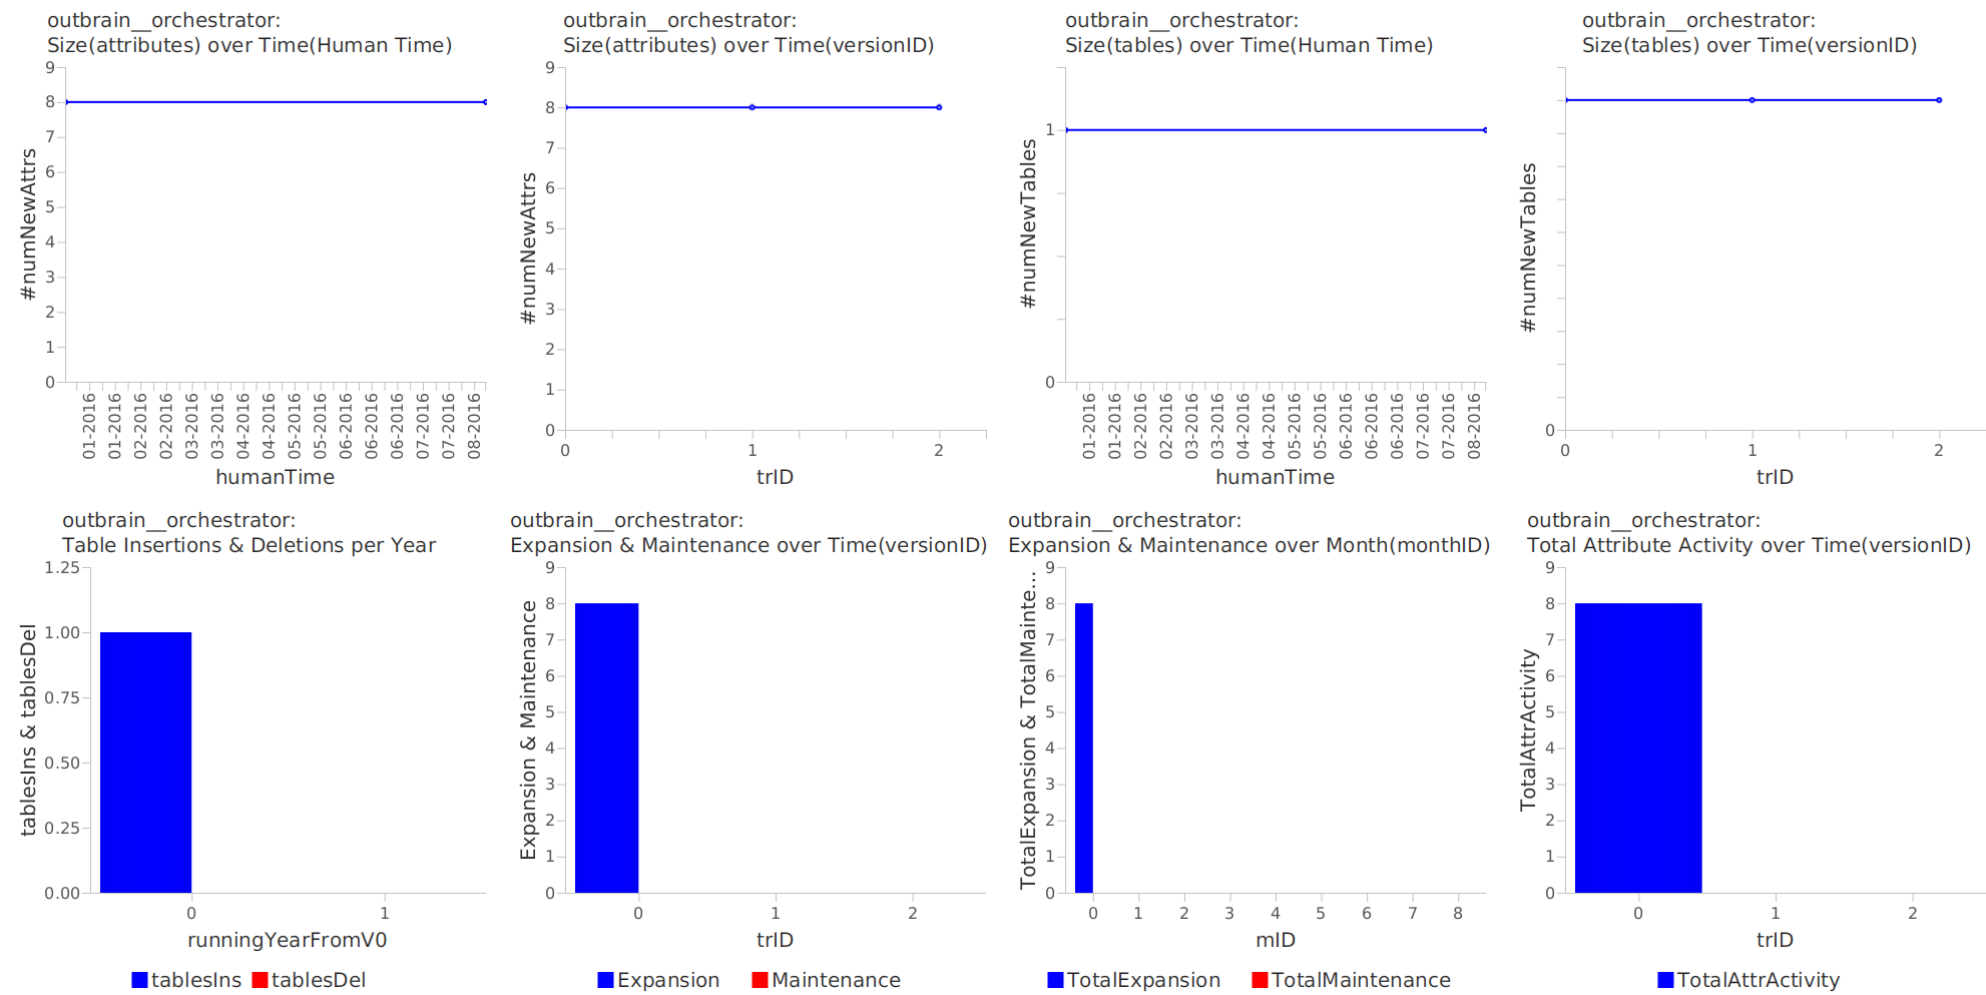 outbrain__orchestrator:
Size(attributes) over Time(Human Time)
9
8
7
6
5
4
3
2
1
0
#numNewAttrs
01-2016
01-2016
02-2016
02-2016
03-2016
03-2016
04-2016
04-2016
05-2016
05-2016
06-2016
06-2016
06-2016
07-2016
07-2016
08-2016
humanTime
outbrain__orchestrator:
Size(attributes) over Time(versionID)
9
8
7
6
5
4
3
2
1
0
#numNewAttrs
0 1 2
trID
outbrain__orchestrator:
Size(tables) over Time(Human Time)
1
0
#numNewTables
01-2016
01-2016
02-2016
02-2016
03-2016
03-2016
04-2016
04-2016
05-2016
05-2016
06-2016
06-2016
06-2016
07-2016
07-2016
08-2016
humanTime
outbrain__orchestrator:
Size(tables) over Time(versionID)
0
#numNewTables
0 1 2
trID
outbrain__orchestrator:
Table Insertions & Deletions per Year
1.25
1.00
0.75
0.50
0.25
0.00
tablesIns & tablesDel
0 1
runningYearFromV0
tablesIns tablesDel
outbrain__orchestrator:
Expansion & Maintenance over Time(versionID)
9
8
7
6
5
4
3
2
1
0
Expansion & Maintenance
0 1 2
trID
Expansion Maintenance
outbrain__orchestrator:
Expansion & Maintenance over Month(monthID)
9
8
7
6
5
4
3
2
1
0
TotalExpansion & TotalMainte...
0 1 2 3 4 5 6 7 8
mID
TotalExpansion TotalMaintenance
outbrain__orchestrator:
Total Attribute Activity over Time(versionID)
9
8
7
6
5
4
3
2
1
0
TotalAttrActivity
0 1 2
trID
TotalAttrActivity